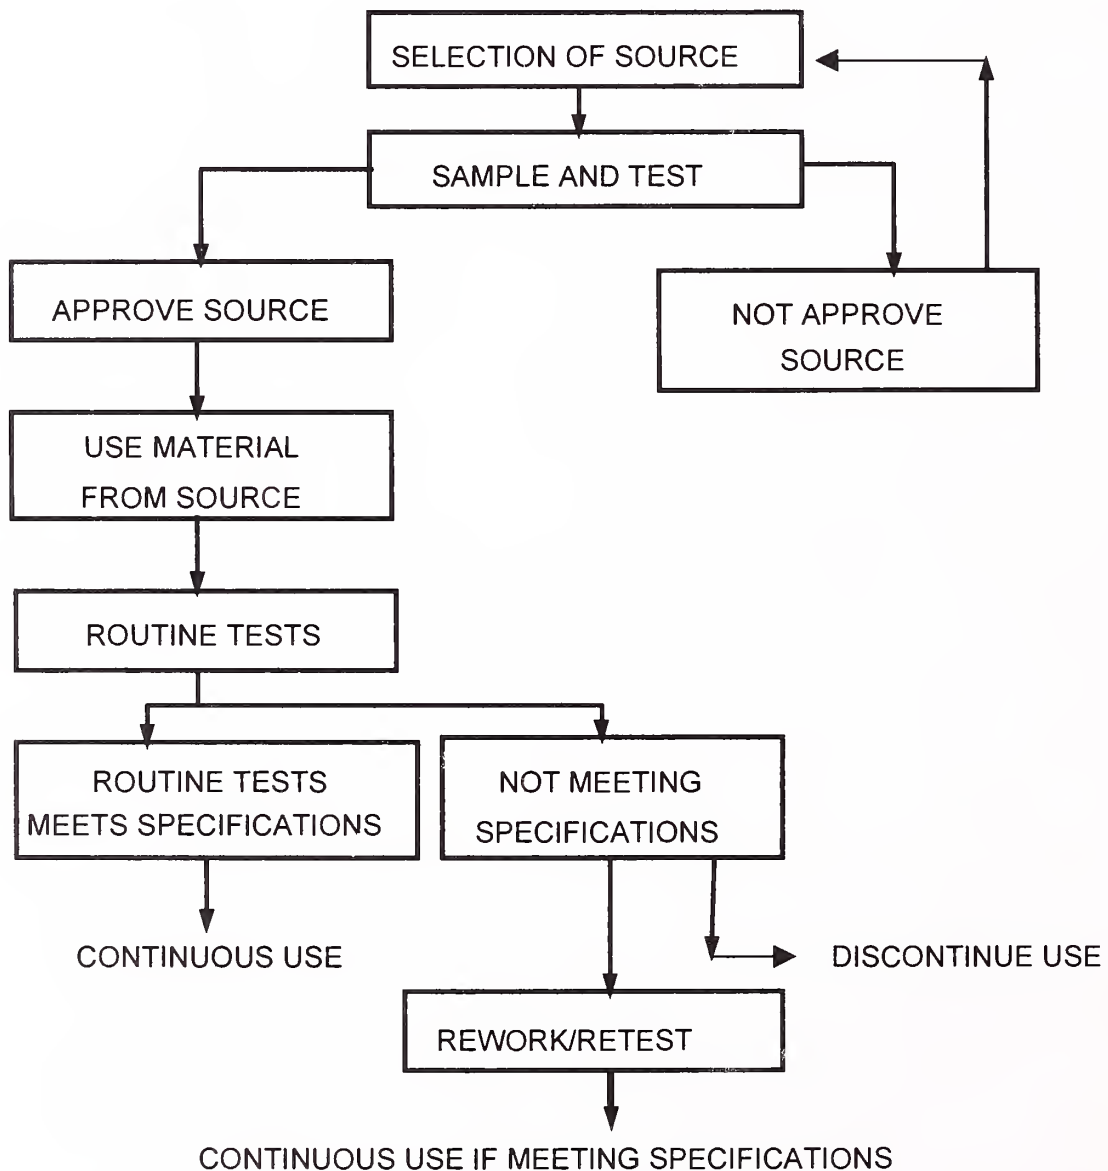 SELECTION OF SOURCE
SAMPLE AND TEST
APPROVE SOURCE
NOT APPROVE
SOURCE
USE MATERIAL
FROM SOURCE
ROUTINE TESTS
ROUTINE TESTS
MEETS SPECIFICATIONS
NOT MEETING
SPECIFICATIONS
CONTINUOUS USE
DISCONTINUE USE
REWORK/RETEST
CONTINUOUS USE IF MEETING SPECIFICATIONS